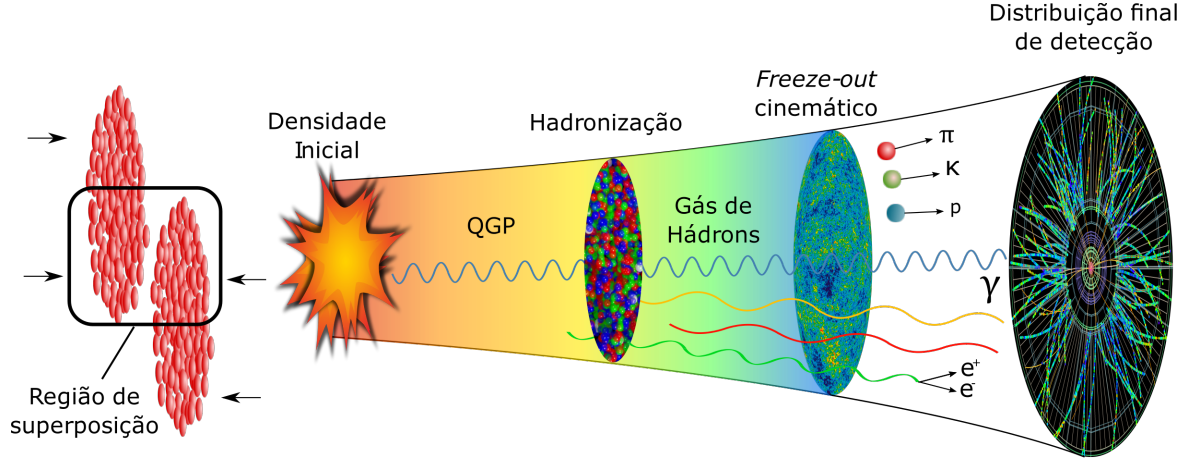 Região de
superposição
Densidade
Inicial
QGP
Hadronização
Gás de
Hádrons
Freeze-out
cinemático
π
K
p
γ
e⁺
e⁻
Distribuição final
de detecção